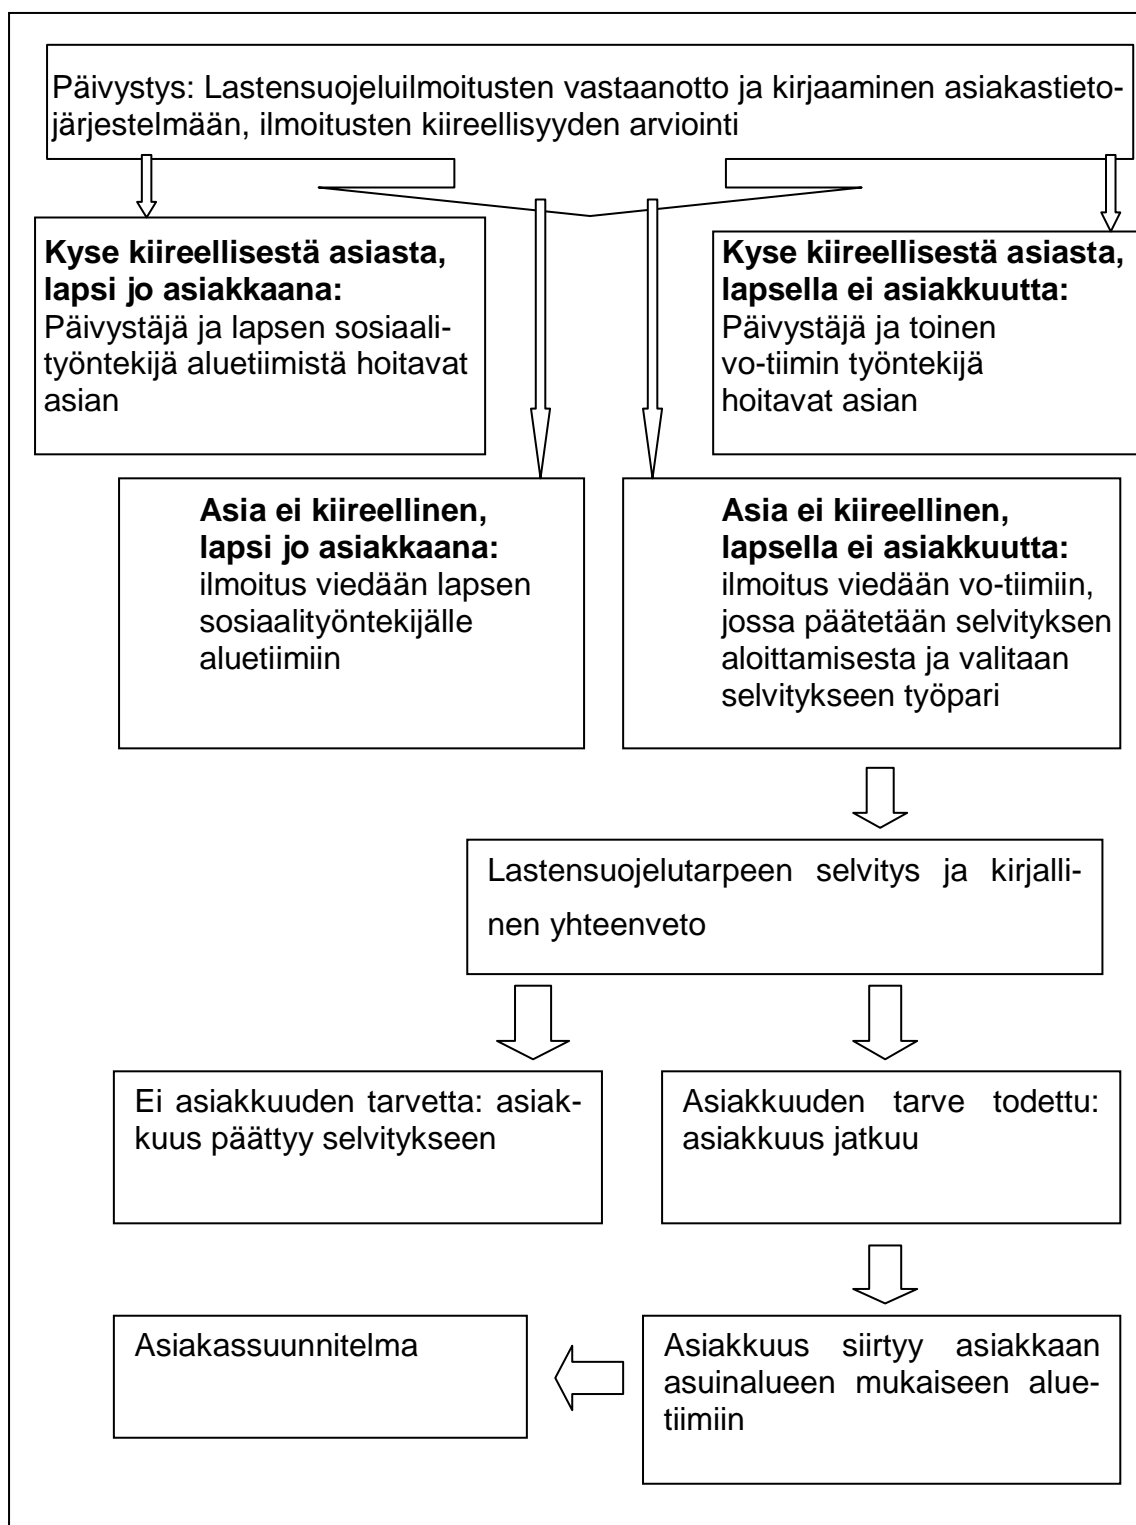 Päivystys: Lastensuojeluilmoitusten vastaanotto ja kirjaaminen asiakastieto-
järjestelmään, ilmoitusten kiireellisyyden arviointi
Kyse kiireellisestä asiasta,
lapsi jo asiakkaana:
Päivystäjä ja lapsen sosiaali-
työntekijä aluetiimistä hoitavat
asian
Kyse kiireellisestä asiasta,
lapsella ei asiakkuutta:
Päivystäjä ja toinen
vo-tiimin työntekijä
hoitavat asian
Asia ei kiireellinen,
lapsi jo asiakkaana:
ilmoitus viedään lapsen
sosiaalityöntekijälle
aluetiimiin
Asia ei kiireellinen,
lapsella ei asiakkuutta:
ilmoitus viedään vo-tiimiin,
jossa päätetään selvityksen
aloittamisesta ja valitaan
selvitykseen työpari
Lastensuojelutarpeen selvitys ja kirjalli-
nen yhteenveto
Ei asiakkuuden tarvetta: asiak-
kuus päättyy selvitykseen
Asiakkuuden tarve todettu:
asiakkuus jatkuu
Asiakassuunnitelma
Asiakkuus siirtyy asiakkaan
asuinalueen mukaiseen alue-
tiimiin